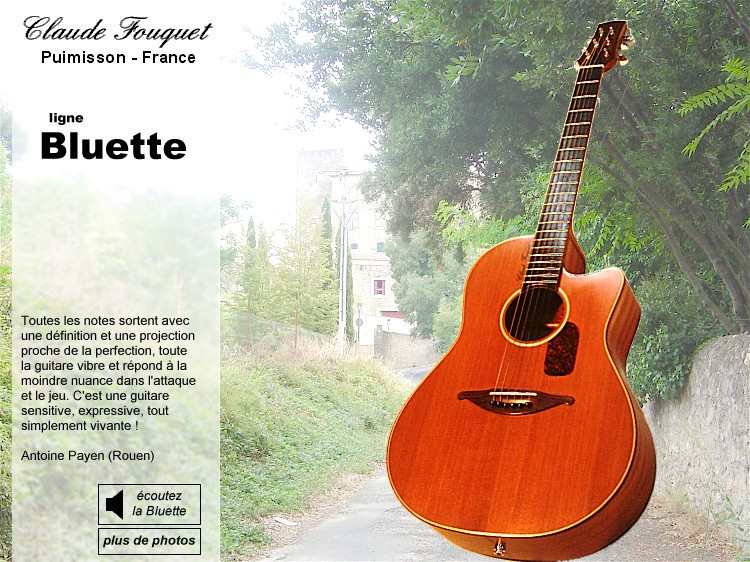 Claude Fouquet
Puimisson - France
ligne
Bluette
Toutes les notes sortent avec
une définition et une projection
proche de la perfection, toute
la guitare vibre et répond à la
moindre nuance dans l'attaque
et le jeu. C'est une guitare
sensitive, expressive, tout
simplement vivante !
Antoine Payen (Rouen)
écoutez
la Bluette
plus de photos